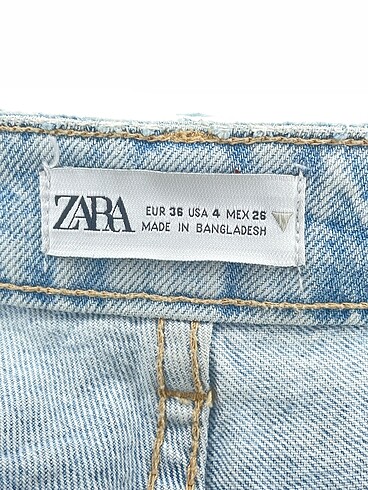 ZARA
EUR 36 USA 4 MEX 26
MADE IN BANGLADESH